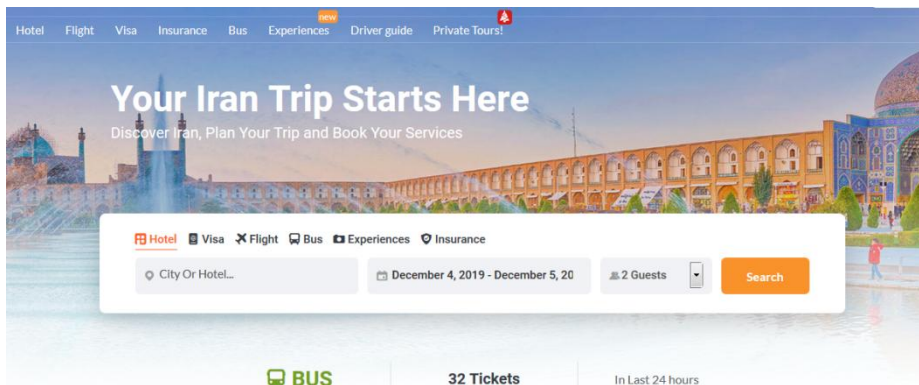 new
Hotel Flight Visa Insurance Bus Experiences Driver guide Private Tours!
Your Iran Trip Starts Here
Discover Iran, Plan Your Trip and Book Your Services
Hotel Visa Flight Bus Experiences Insurance
City Or Hotel... December 4, 2019 - December 5, 20 2 Guests Search
BUS 32 Tickets In Last 24 hours